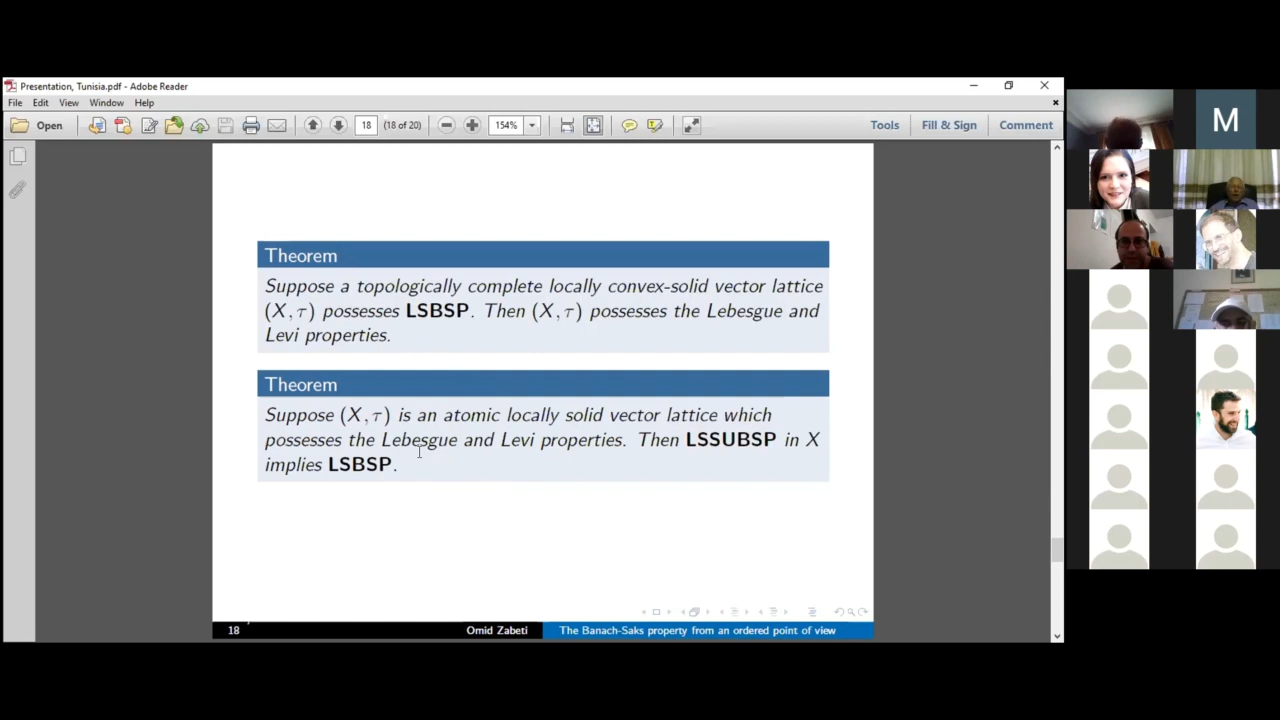 Presentation, Tunisia.pdf - Adobe Reader
File Edit View Window Help
Open 18 (18 of 20) 154% Tools Fill & Sign Comment
M
Theorem
Suppose a topologically complete locally convex-solid vector lattice
(X, τ) possesses LSBSP. Then (X, τ) possesses the Lebesgue and
Levi properties.
Theorem
Suppose (X, τ) is an atomic locally solid vector lattice which
possesses the Lebesgue and Levi properties. Then LSSUBSP in X
implies LSBSP.
18 Omid Zabeti The Banach-Saks property from an ordered point of view